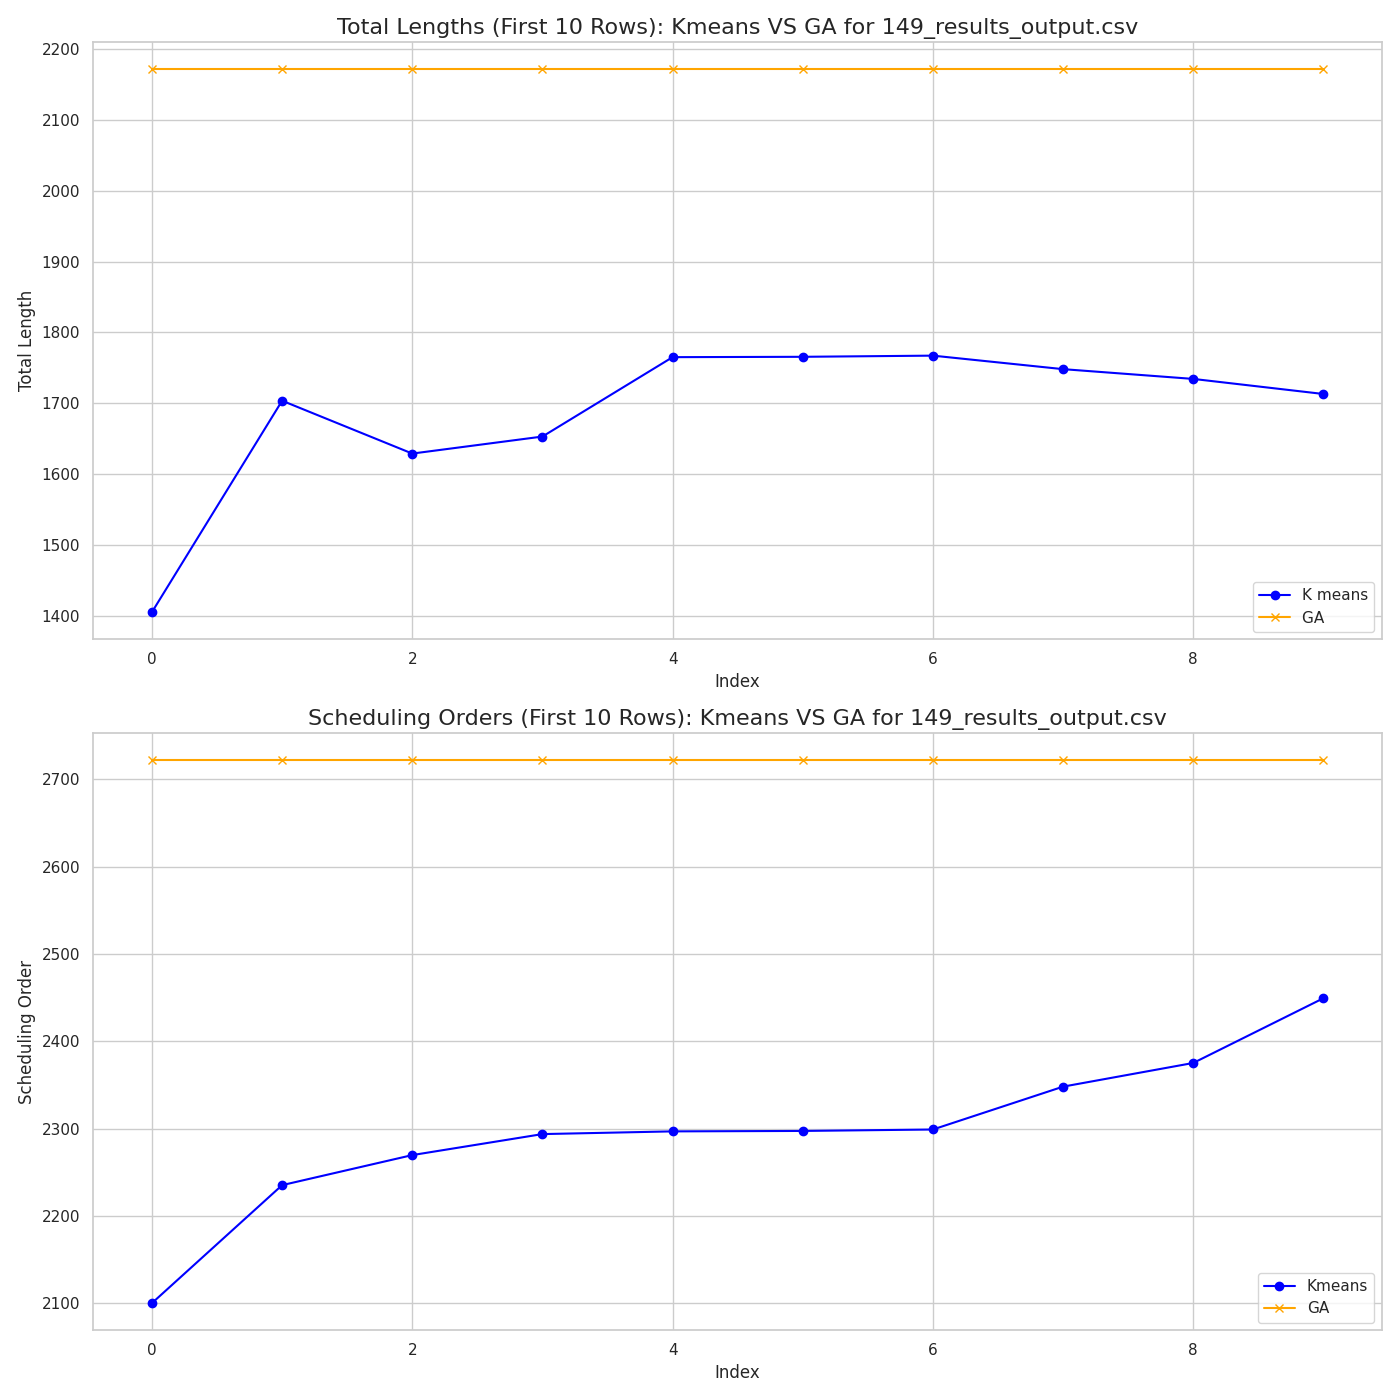 Total Lengths (First 10 Rows): Kmeans VS GA for 149_results_output.csv
2200
2100
2000
1900
1800
1700
1600
1500
1400
Total Length
K means
GA
0 2 4 6 8
Index
Scheduling Orders (First 10 Rows): Kmeans VS GA for 149_results_output.csv
2700
2600
2500
2400
2300
2200
2100
Scheduling Order
Kmeans
GA
0 2 4 6 8
Index